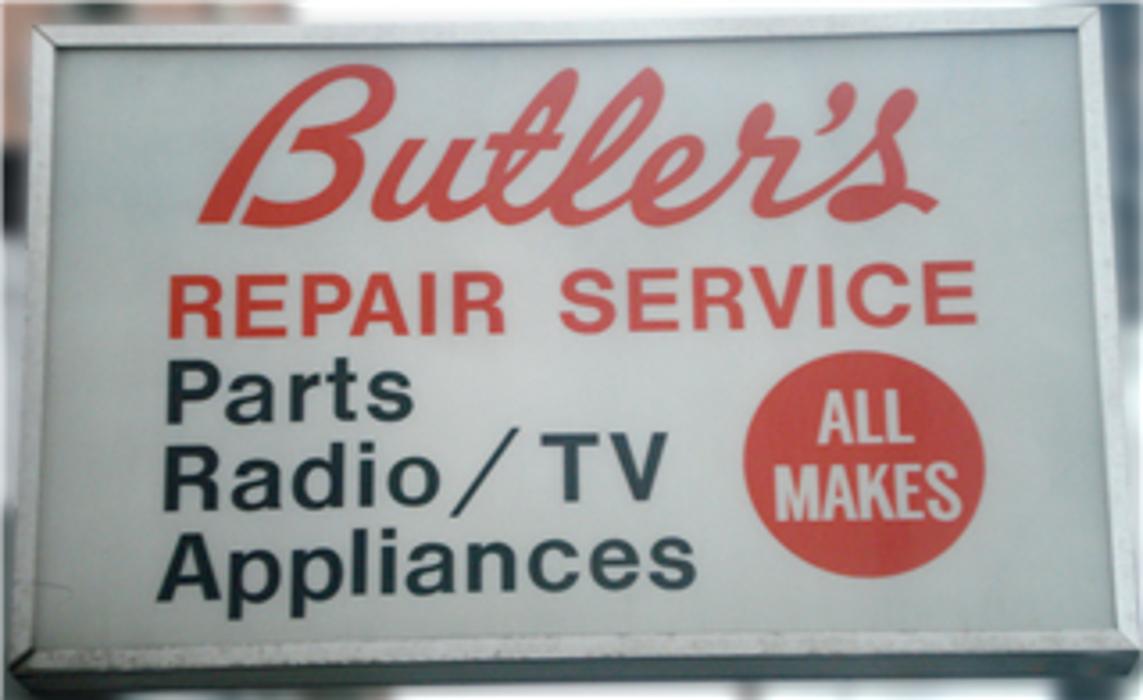 Butler's
REPAIR SERVICE
Parts
Radio / TV
Appliances
ALL
MAKES